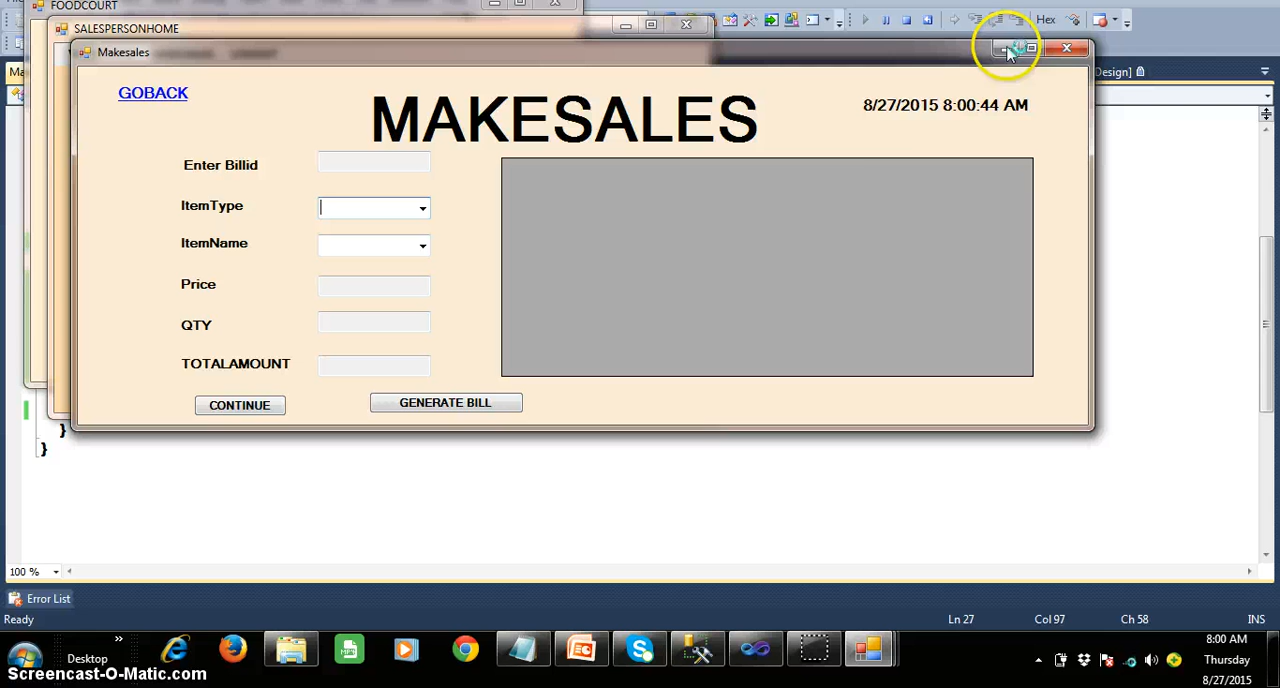 FOODCOURT
SALESPERSONHOME
Hex
Makesales
Ma
Design]
GOBACK
MAKESALES
8/27/2015 8:00:44 AM
Enter Billid
ItemType
ItemName
Price
QTY
TOTALAMOUNT
CONTINUE
GENERATE BILL
}
}
100 %
Error List
Ready
Ln 27
Col 97
Ch 58
INS
Desktop
»
8:00 AM
Thursday
8/27/2015
Screencast-O-Matic.com